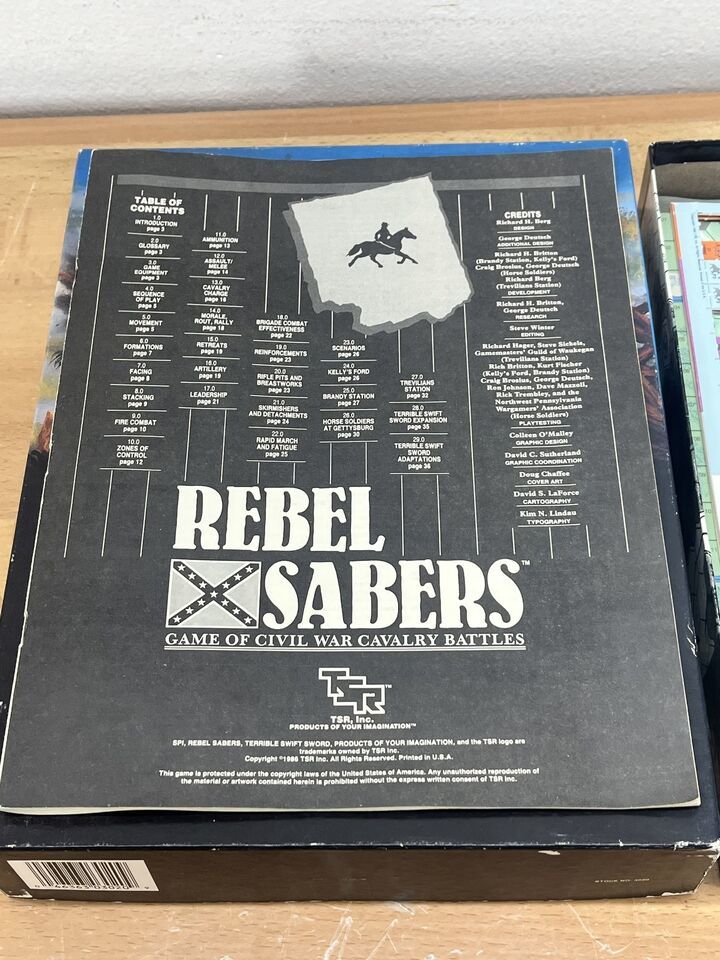 TABLE OF
CONTENTS
1.0
INTRODUCTION
page 3
2.0
GLOSSARY
page 3
3.0
GAME
EQUIPMENT
page 3
4.0
SEQUENCE
OF PLAY
page 5
5.0
MOVEMENT
page 5
6.0
FORMATIONS
page 7
7.0
FACING
page 8
8.0
STACKING
page 9
9.0
FIRE COMBAT
page 10
10.0
ZONES OF
CONTROL
page 12
11.0
AMMUNITION
page 13
12.0
ASSAULT/
MELEE
page 14
13.0
CAVALRY
CHARGE
page 16
14.0
MORALE,
ROUT, RALLY
page 18
15.0
RETREATS
page 19
16.0
ARTILLERY
page 19
17.0
LEADERSHIP
page 21
18.0
BRIGADE COMBAT
EFFECTIVENESS
page 22
19.0
REINFORCEMENTS
page 23
20.0
RIFLE PITS AND
BREASTWORKS
page 23
21.0
SKIRMISHERS
AND DETACHMENTS
page 24
22.0
RAPID MARCH
AND FATIGUE
page 25
23.0
SCENARIOS
page 26
24.0
KELLY'S FORD
page 26
25.0
BRANDY STATION
page 27
26.0
HORSE SOLDIERS
AT GETTYSBURG
page 30
27.0
TREVILIANS
STATION
page 32
28.0
TERRIBLE SWIFT
SWORD EXPANSION
page 35
29.0
TERRIBLE SWIFT
SWORD
ADAPTATIONS
page 36
CREDITS
Richard H. Berg
DESIGN
George Deutsch
ADDITIONAL DESIGN
Richard H. Britton
(Brandy Station, Kelly's Ford)
Craig Brosius, George Deutsch
(Horse Soldiers)
Richard Berg
(Trevilians Station)
DEVELOPMENT
Richard H. Britton,
George Deutsch
RESEARCH
Steve Winter
EDITING
Richard Hager, Steve Sichels,
Gamemasters' Guild of Waukegan
(Trevilians Station)
Rich Britton, Kurt Fischer
(Kelly's Ford, Brandy Station)
Craig Brosius, George Deutsch,
Ron Johnson, Dave Mazzoli,
Rich Trembley, and the
Northwest Pennsylvania
Wargamers' Association
(Horse Soldiers)
PLAYTESTING
Colleen O'Malley
GRAPHIC DESIGN
David C. Sutherland
GRAPHIC COORDINATION
Doug Chaffee
COVER ART
David S. LaForce
CARTOGRAPHY
Kim N. Lindau
TYPOGRAPHY
REBEL
SABERS™
GAME OF CIVIL WAR CAVALRY BATTLES
TSR™
TSR, Inc.
PRODUCTS OF YOUR IMAGINATION™
SPI, REBEL SABERS, TERRIBLE SWIFT SWORD, PRODUCTS OF YOUR IMAGINATION, and the TSR logo are
trademarks owned by TSR Inc.
Copyright ©1986 TSR Inc. All Rights Reserved. Printed in U.S.A.
This game is protected under the copyright laws of the United States of America. Any unauthorized reproduction of
the material or artwork contained herein is prohibited without the express written consent of TSR Inc.
STOCK NO.